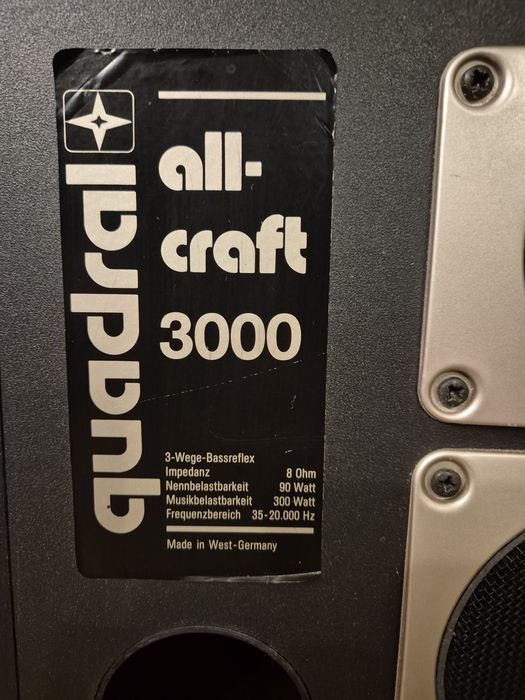 quadral
all-
craft
3000
3-Wege-Bassreflex
Impedanz 8 Ohm
Nennbelastbarkeit 90 Watt
Musikbelastbarkeit 300 Watt
Frequenzbereich 35-20.000 Hz
Made in West-Germany